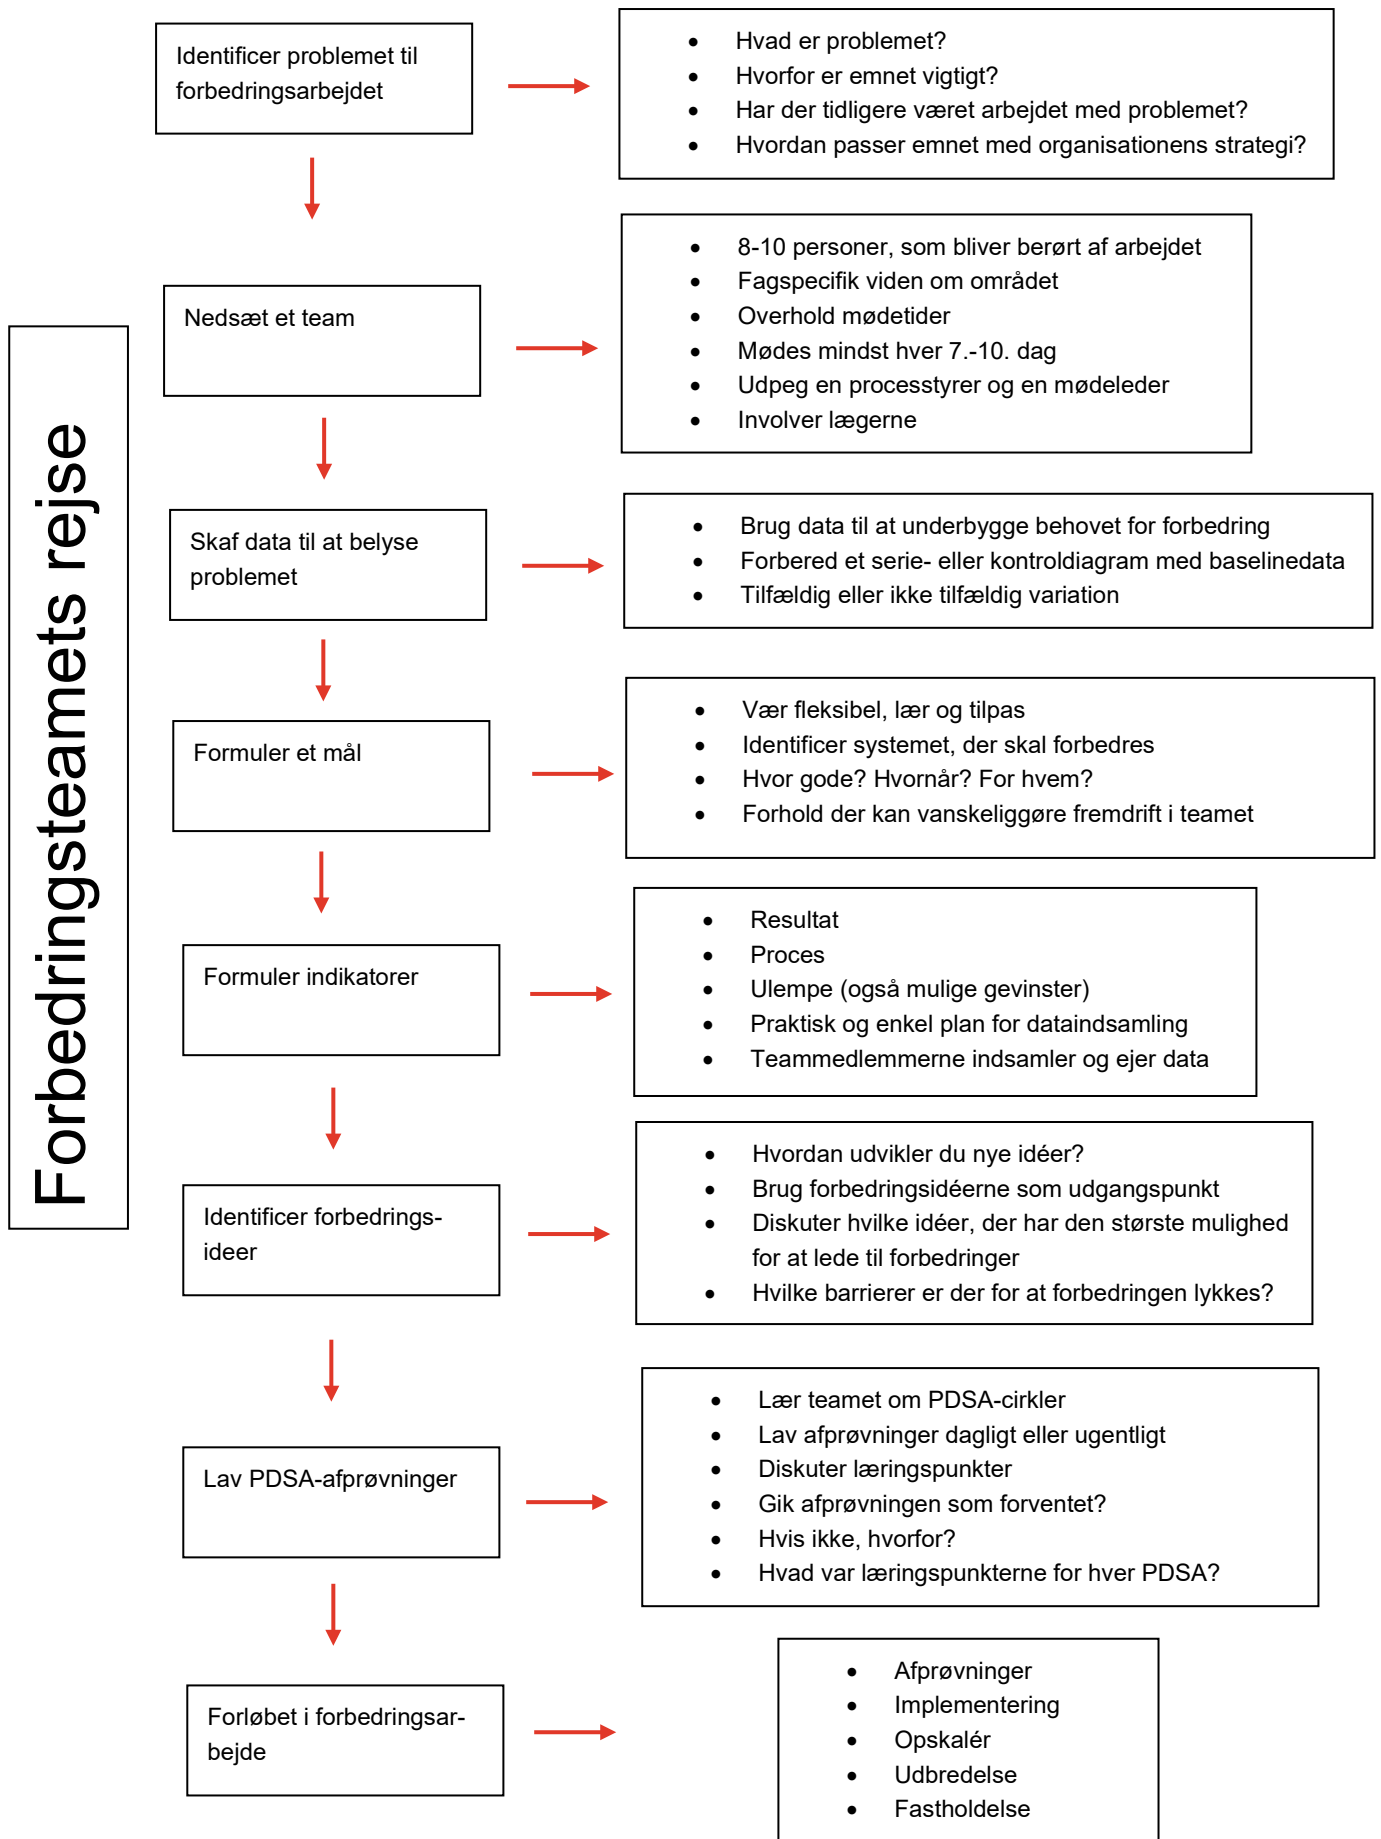 Forbedringsteamets rejse
Identificer problemet til
forbedringsarbejdet
• Hvad er problemet?
• Hvorfor er emnet vigtigt?
• Har der tidligere været arbejdet med problemet?
• Hvordan passer emnet med organisationens strategi?
Nedsæt et team
• 8-10 personer, som bliver berørt af arbejdet
• Fagspecifik viden om området
• Overhold mødetider
• Mødes mindst hver 7.-10. dag
• Udpeg en processtyrer og en mødeleder
• Involver lægerne
Skaf data til at belyse
problemet
• Brug data til at underbygge behovet for forbedring
• Forbered et serie- eller kontroldiagram med baselinedata
• Tilfældig eller ikke tilfældig variation
Formuler et mål
• Vær fleksibel, lær og tilpas
• Identificer systemet, der skal forbedres
• Hvor gode? Hvornår? For hvem?
• Forhold der kan vanskeliggøre fremdrift i teamet
Formuler indikatorer
• Resultat
• Proces
• Ulempe (også mulige gevinster)
• Praktisk og enkel plan for dataindsamling
• Teammedlemmerne indsamler og ejer data
Identificer forbedrings-
ideer
• Hvordan udvikler du nye idéer?
• Brug forbedringsidéerne som udgangspunkt
• Diskuter hvilke idéer, der har den største mulighed
for at lede til forbedringer
• Hvilke barrierer er der for at forbedringen lykkes?
Lav PDSA-afprøvninger
• Lær teamet om PDSA-cirkler
• Lav afprøvninger dagligt eller ugentligt
• Diskuter læringspunkter
• Gik afprøvningen som forventet?
• Hvis ikke, hvorfor?
• Hvad var læringspunkterne for hver PDSA?
Forløbet i forbedringsar-
bejde
• Afprøvninger
• Implementering
• Opskalér
• Udbredelse
• Fastholdelse